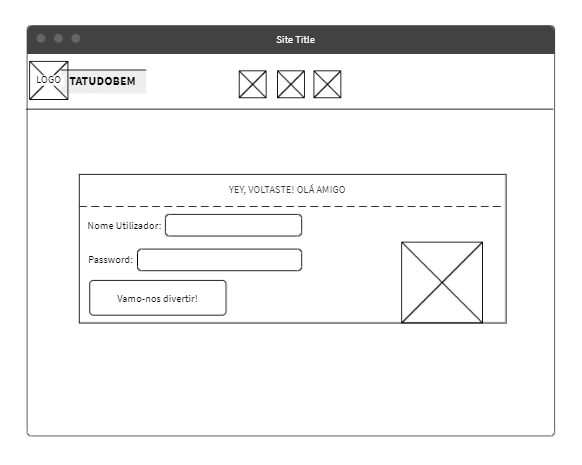 Site Title
LOGO
TATUDOBEM
YEY, VOLTASTE! OLÁ AMIGO
Nome Utilizador:
Password:
Vamo-nos divertir!